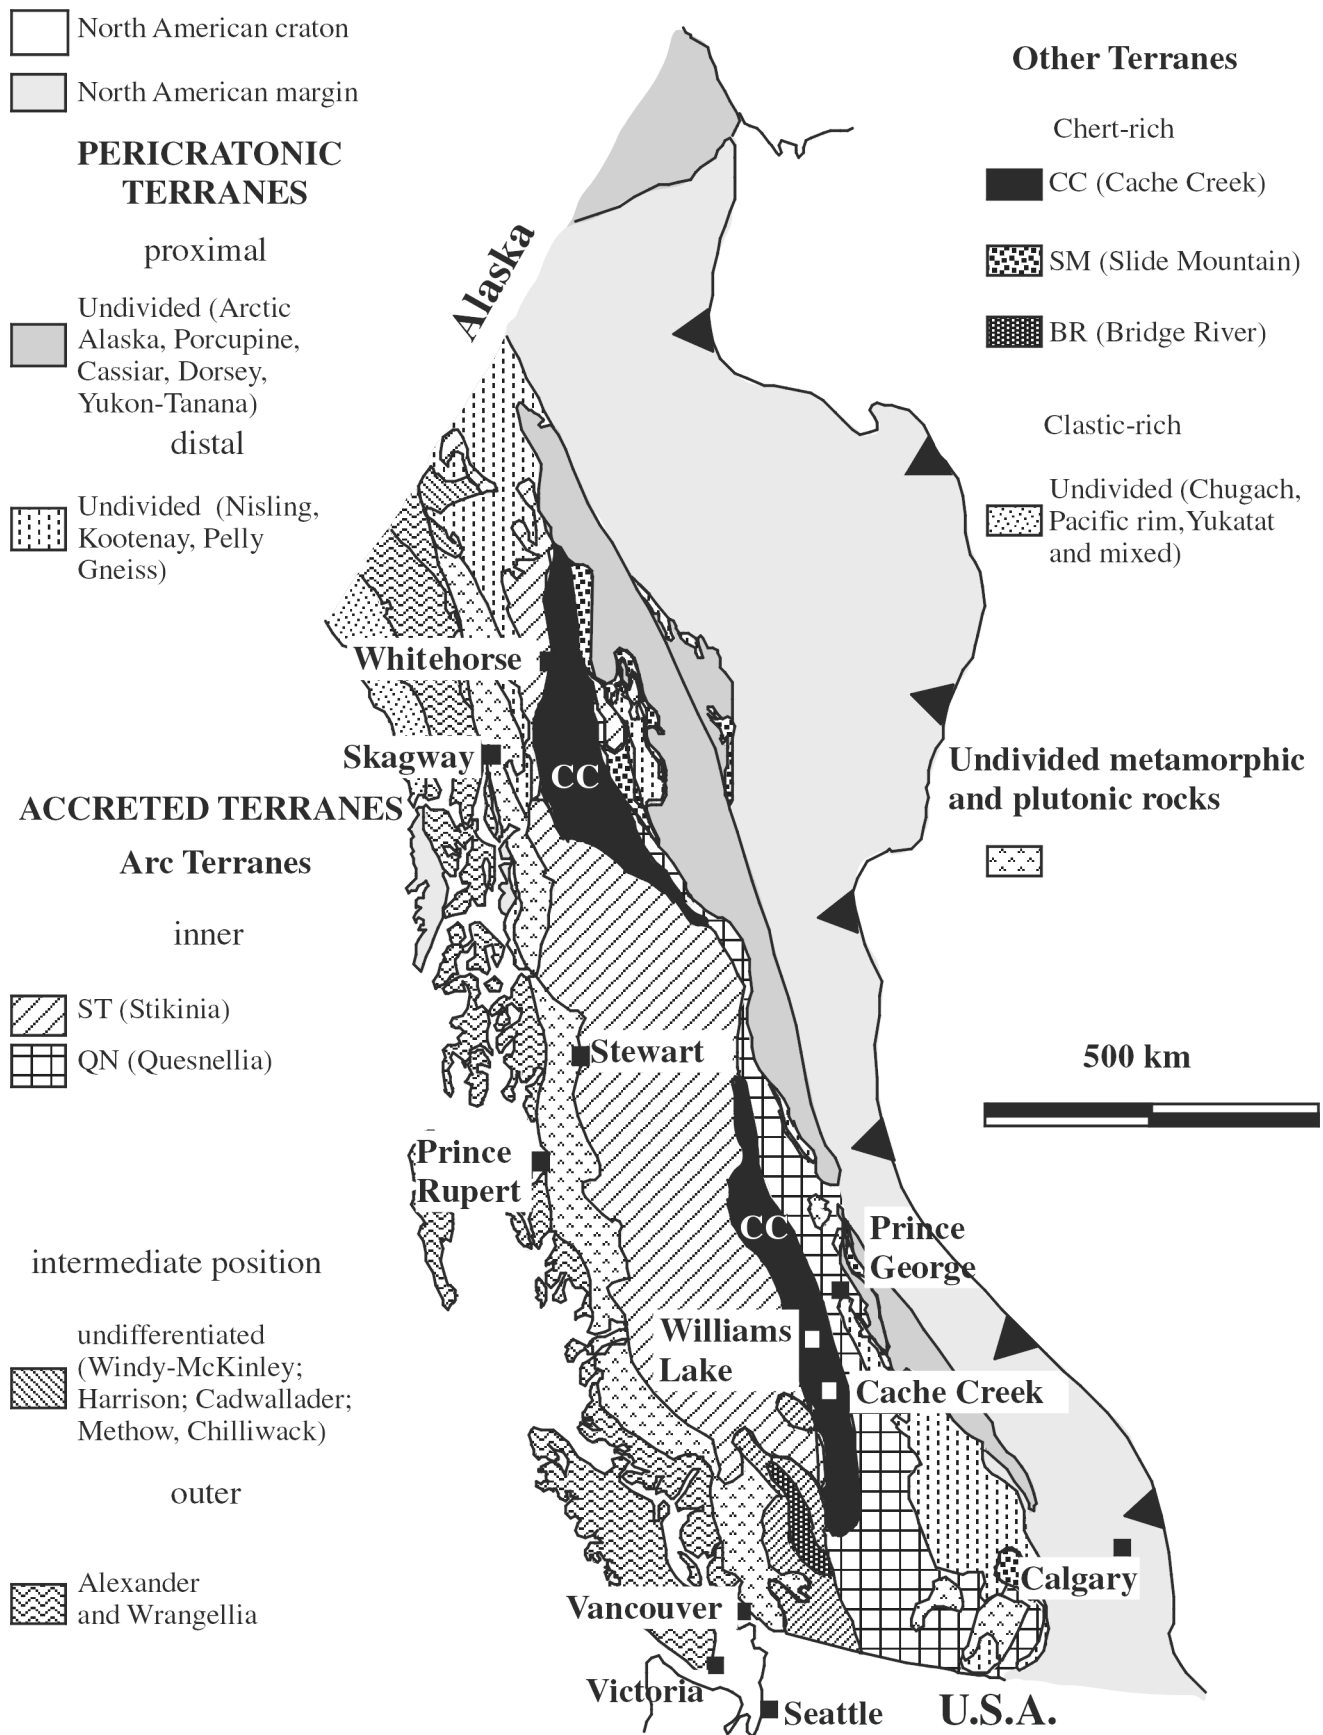 North American craton
North American margin
PERICRATONIC
TERRANES
proximal
Undivided (Arctic
Alaska, Porcupine,
Cassiar, Dorsey,
Yukon-Tanana)
distal
Undivided (Nisling,
Kootenay, Pelly
Gneiss)
ACCRETED TERRANES
Arc Terranes
inner
ST (Stikinia)
QN (Quesnellia)
intermediate position
undifferentiated
(Windy-McKinley;
Harrison; Cadwallader;
Methow, Chilliwack)
outer
Alexander
and Wrangellia
Other Terranes
Chert-rich
CC (Cache Creek)
SM (Slide Mountain)
BR (Bridge River)
Clastic-rich
Undivided (Chugach,
Pacific rim,Yukatat
and mixed)
Undivided metamorphic
and plutonic rocks
500 km
Alaska
Whitehorse
Skagway
CC
Stewart
Prince
Rupert
CC
Prince
George
Williams
Lake
Cache Creek
Calgary
Vancouver
Victoria
Seattle
U.S.A.